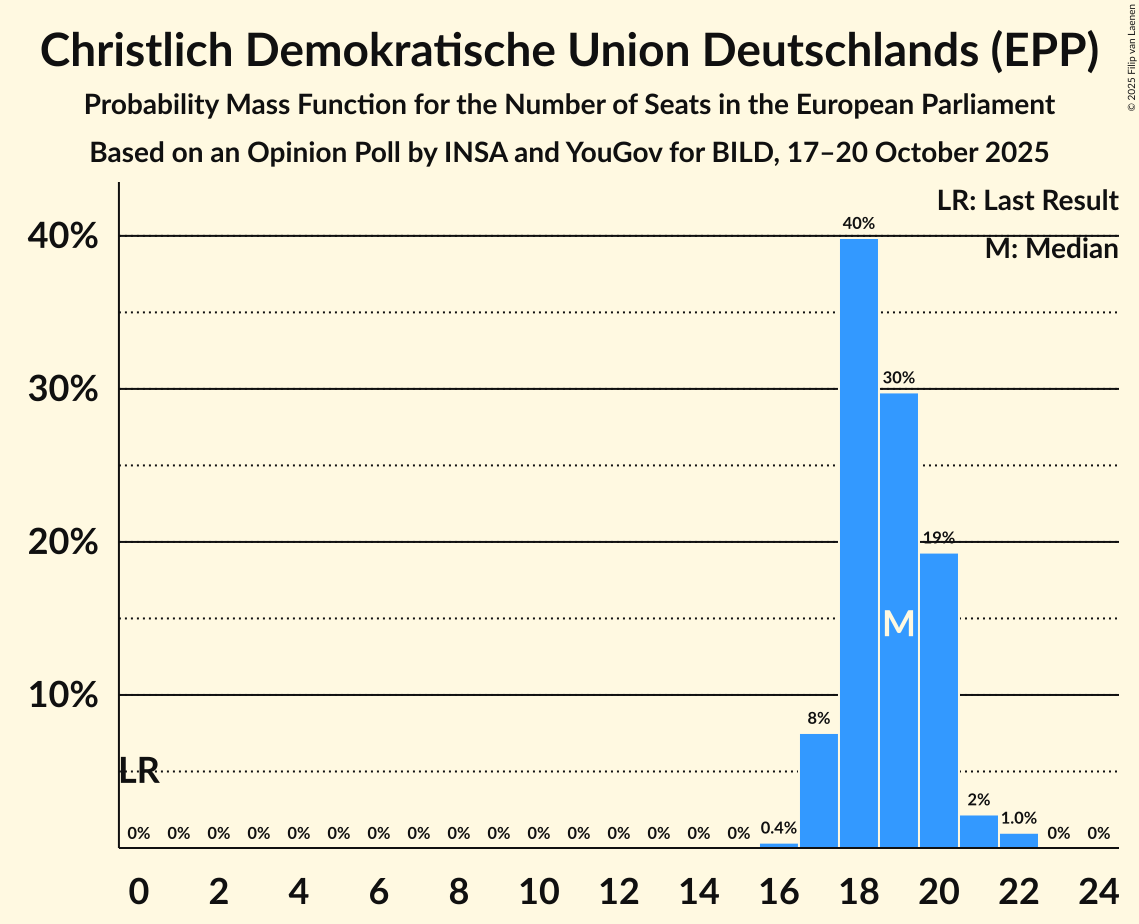 Christlich Demokratische Union Deutschlands (EPP)
Probability Mass Function for the Number of Seats in the European Parliament
Based on an Opinion Poll by INSA and YouGov for BILD, 17–20 October 2025
© 2025 Filip van Laenen
LR: Last Result
M: Median
40%
30%
20%
10%
40%
30%
19%
M
8%
LR
0% 0% 0% 0% 0% 0% 0% 0% 0% 0% 0% 0% 0% 0% 0% 0% 0.4% 2% 1.0% 0% 0%
0 2 4 6 8 10 12 14 16 18 20 22 24